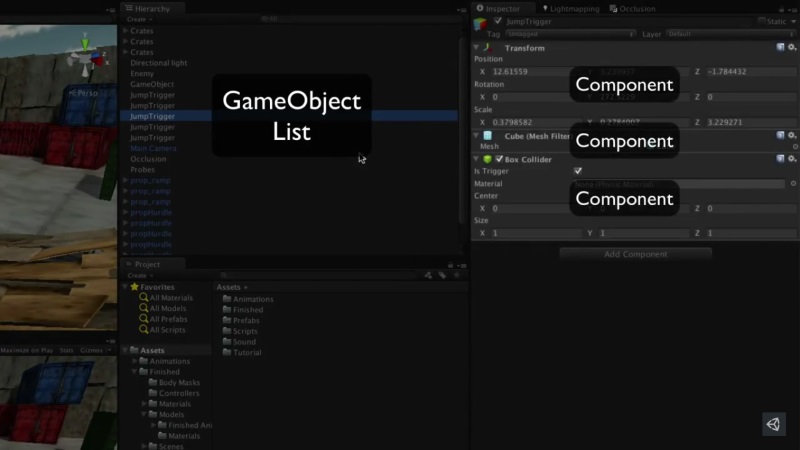 Hierarchy
Create
Crates
Crates
Crates
Directional light
Enemy
GameObject
JumpTrigger
JumpTrigger
JumpTrigger
JumpTrigger
JumpTrigger
Main Camera
Occlusion
Probes
prop_ramp
prop_ramp
prop_ramp
propHurdle
propHurdle
propHurdle
propHurdle
GameObject
List
Project
Create
Favorites
All Materials
All Models
All Prefabs
All Scripts
Assets
Animations
Finished
Body Masks
Controllers
Materials
Models
Finished Ani
Materials
Scenes
Assets
Animations
Finished
Prefabs
Scripts
Sound
Tutorial
Inspector Lightmapping Occlusion
JumpTrigger Static
Tag Untagged Layer Default
Transform
Position
X 12.61559 Z -1.784432
Rotation
X 0 Z 0
Scale
X 0.3798582 Z 3.229271
Component
Cube (Mesh Filter
Mesh
Component
Box Collider
Is Trigger
Material
Center
X 0 Z 0
Size
X 1 Y 1 Z 1
Component
Add Component
Maximize on Play Stats Gizmos